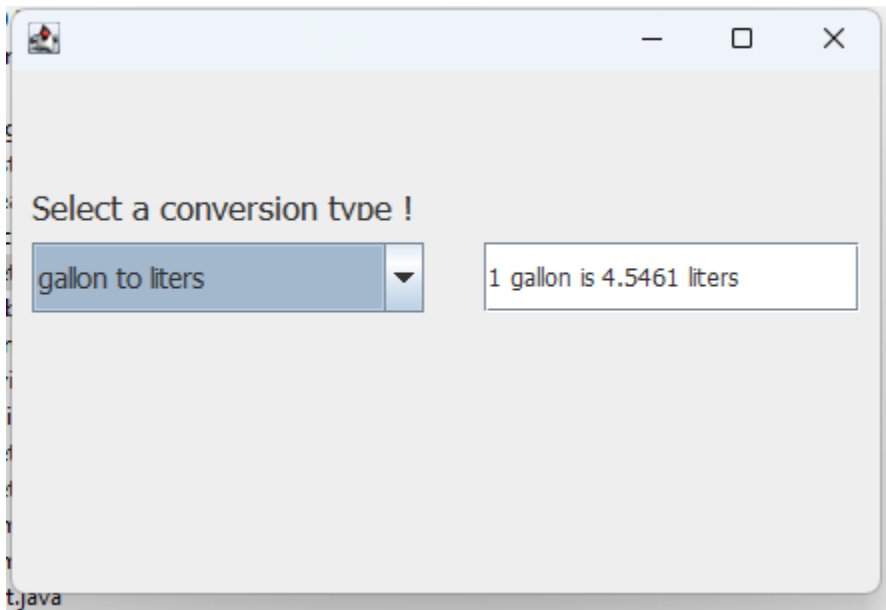 Select a conversion type !
gallon to liters
1 gallon is 4.5461 liters
t.java